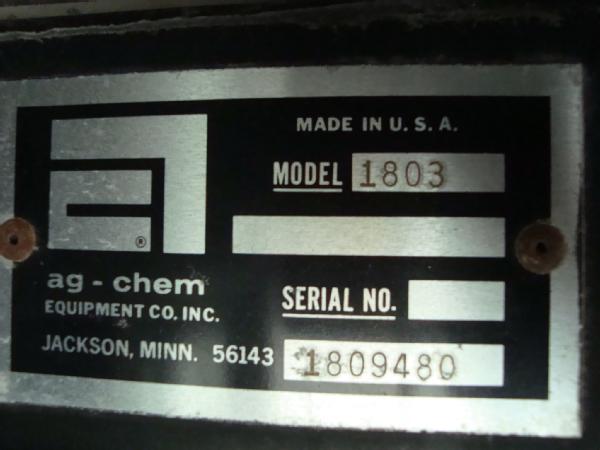 MADE IN U. S. A.
MODEL 1803
®
ag - chem
EQUIPMENT CO. INC.
SERIAL NO.
JACKSON, MINN. 56143
1809480